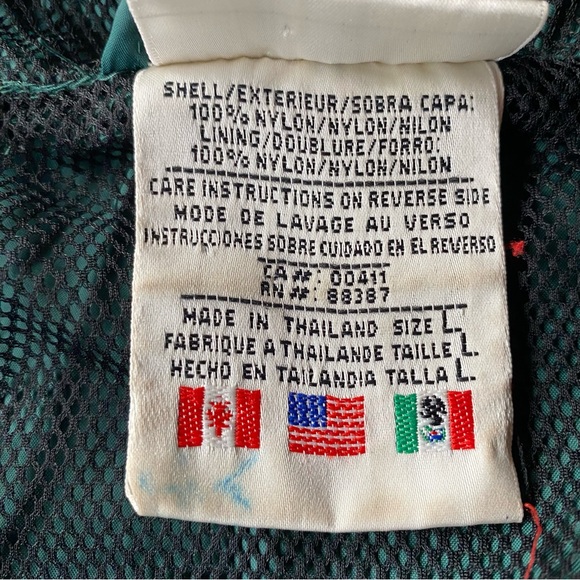 SHELL/EXTERIEUR/SOBRA CAPA:
100% NYLON/NYLON/NILON
LINING/DOUBLURE/FORRO:
100% NYLON/NYLON/NILON
CARE INSTRUCTIONS ON REVERSE SIDE
MODE DE LAVAGE AU VERSO
INSTRUCCIONES SOBRE CUIDADO EN EL REVERSO
CA#: 00411
RN#: 88387
MADE IN THAILAND SIZE L
FABRIQUE A THAILANDE TAILLE L
HECHO EN TAILANDIA TALLA L